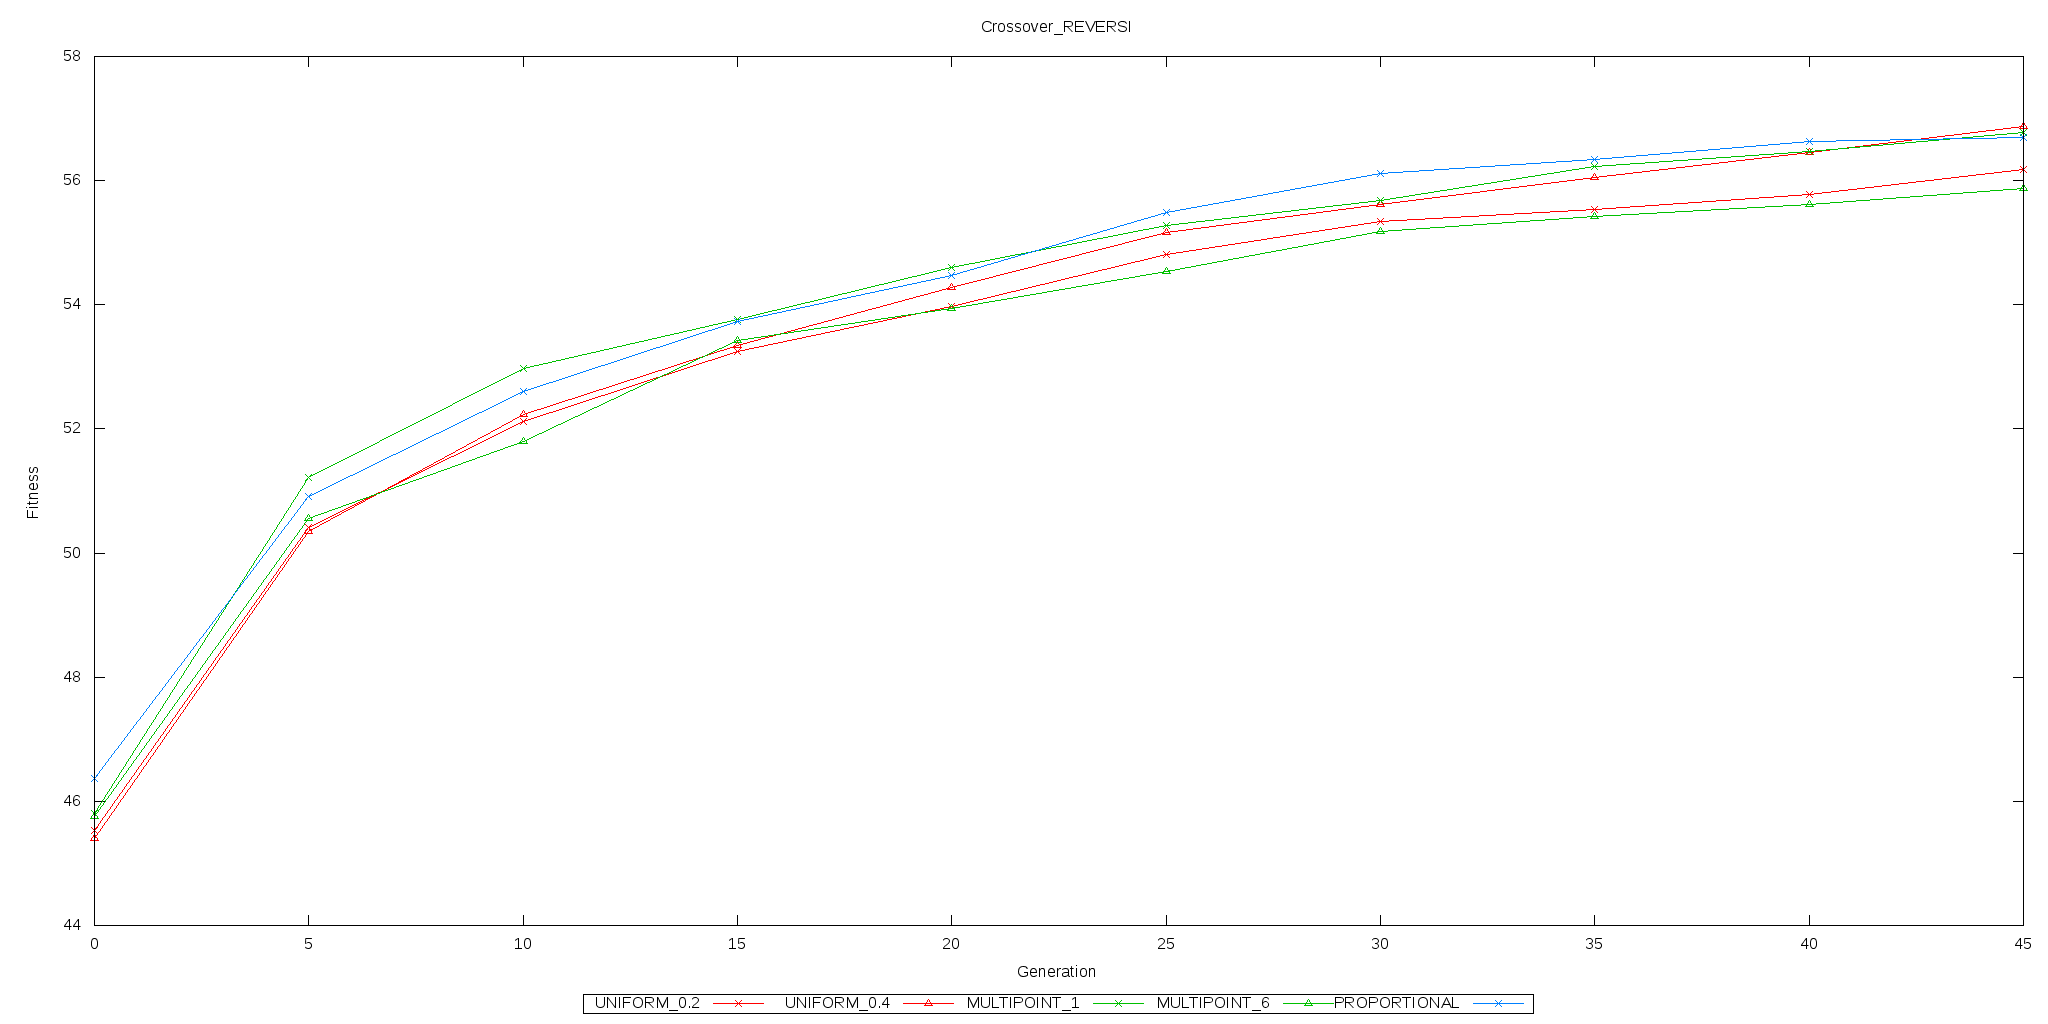 Crossover_REVERSI
58
56
54
52
50
48
46
44
Fitness
0 5 10 15 20 25 30 35 40 45
Generation
UNIFORM_0.2 UNIFORM_0.4 MULTIPOINT_1 MULTIPOINT_6 PROPORTIONAL